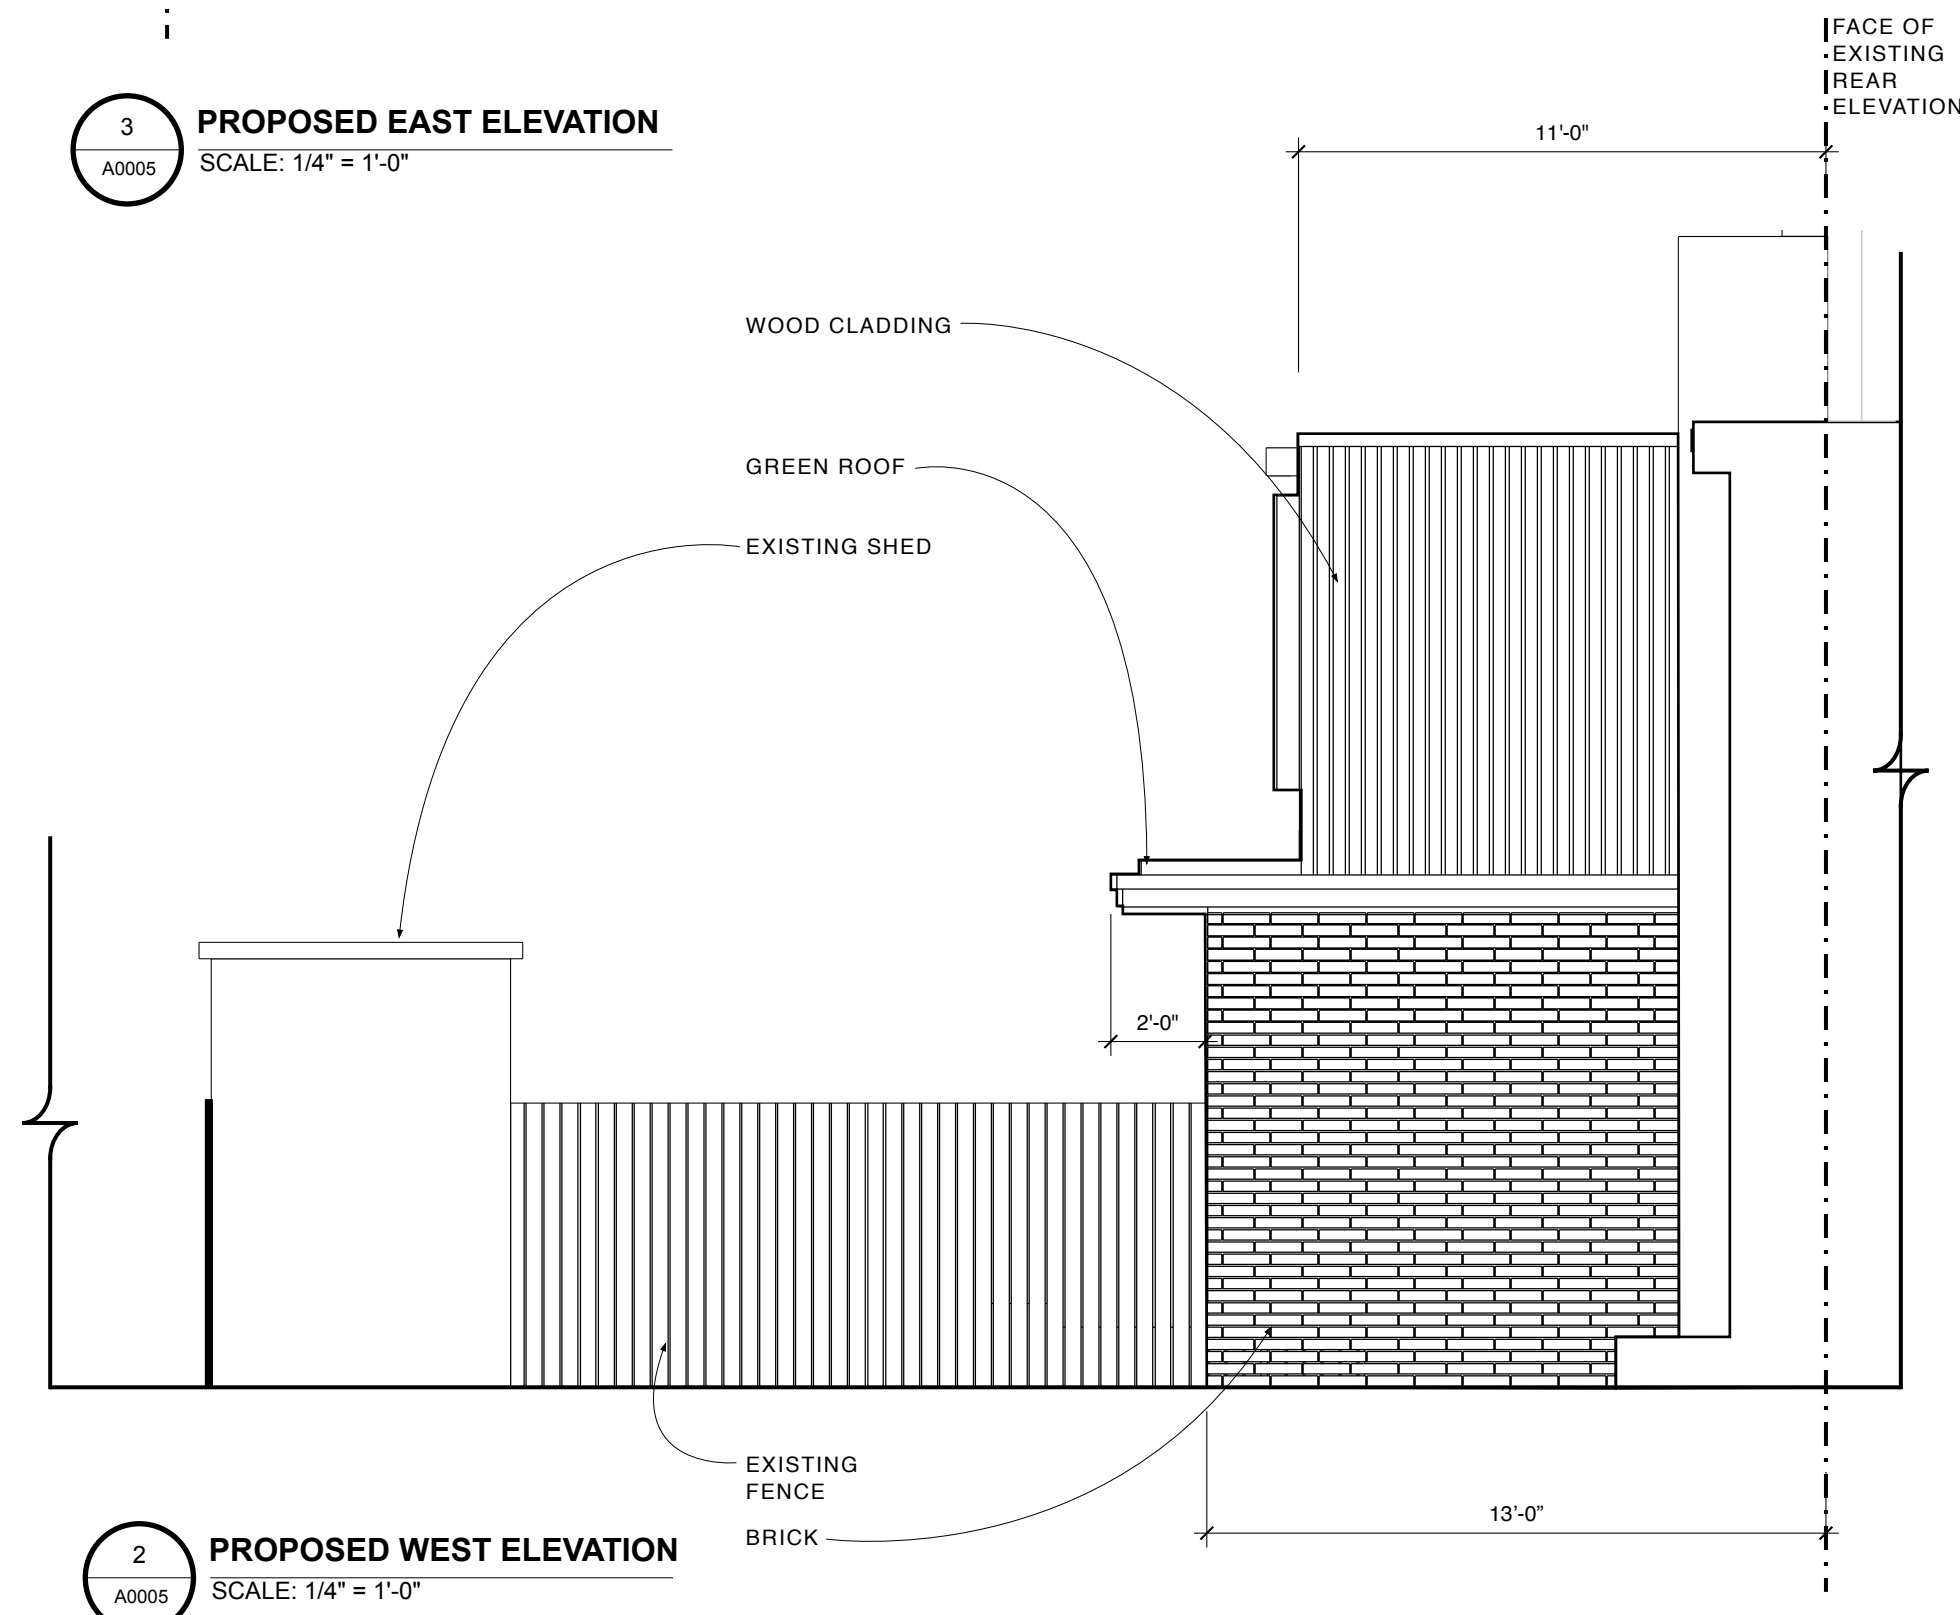 FACE OF
EXISTING
REAR
ELEVATION
3
A0005
PROPOSED EAST ELEVATION
SCALE: 1/4" = 1'-0"
11'-0"
WOOD CLADDING
GREEN ROOF
EXISTING SHED
2'-0"
EXISTING
FENCE
BRICK
13’-0”
2
A0005
PROPOSED WEST ELEVATION
SCALE: 1/4" = 1'-0"